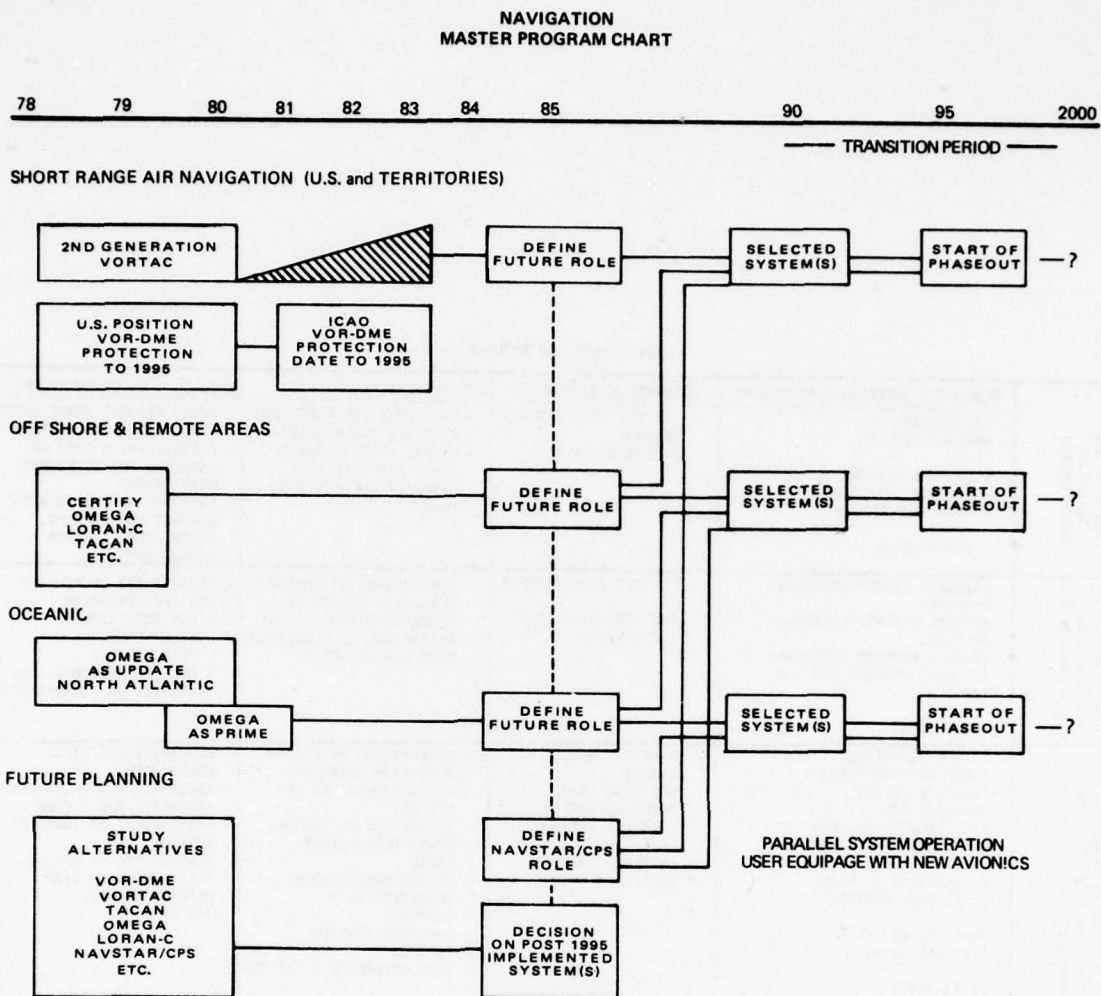 NAVIGATION
MASTER PROGRAM CHART
78 79 80 81 82 83 84 85 90 95 2000
TRANSITION PERIOD
SHORT RANGE AIR NAVIGATION (U.S. and TERRITORIES)
2ND GENERATION
VORTAC
DEFINE
FUTURE ROLE
SELECTED
SYSTEM(S)
START OF
PHASEOUT
—?
U.S. POSITION
VOR-DME
PROTECTION
TO 1995
ICAO
VOR-DME
PROTECTION
DATE TO 1995
OFF SHORE & REMOTE AREAS
CERTIFY
OMEGA
LORAN-C
TACAN
ETC.
DEFINE
FUTURE ROLE
SELECTED
SYSTEM(S)
START OF
PHASEOUT
—?
OCEANIC
OMEGA
AS UPDATE
NORTH ATLANTIC
OMEGA
AS PRIME
DEFINE
FUTURE ROLE
SELECTED
SYSTEM(S)
START OF
PHASEOUT
—?
FUTURE PLANNING
STUDY
ALTERNATIVES
VOR-DME
VORTAC
TACAN
OMEGA
LORAN-C
NAVSTAR/CPS
ETC.
DEFINE
NAVSTAR/CPS
ROLE
DECISION
ON POST 1995
IMPLEMENTED
SYSTEM(S)
PARALLEL SYSTEM OPERATION
USER EQUIPAGE WITH NEW AVIONICS